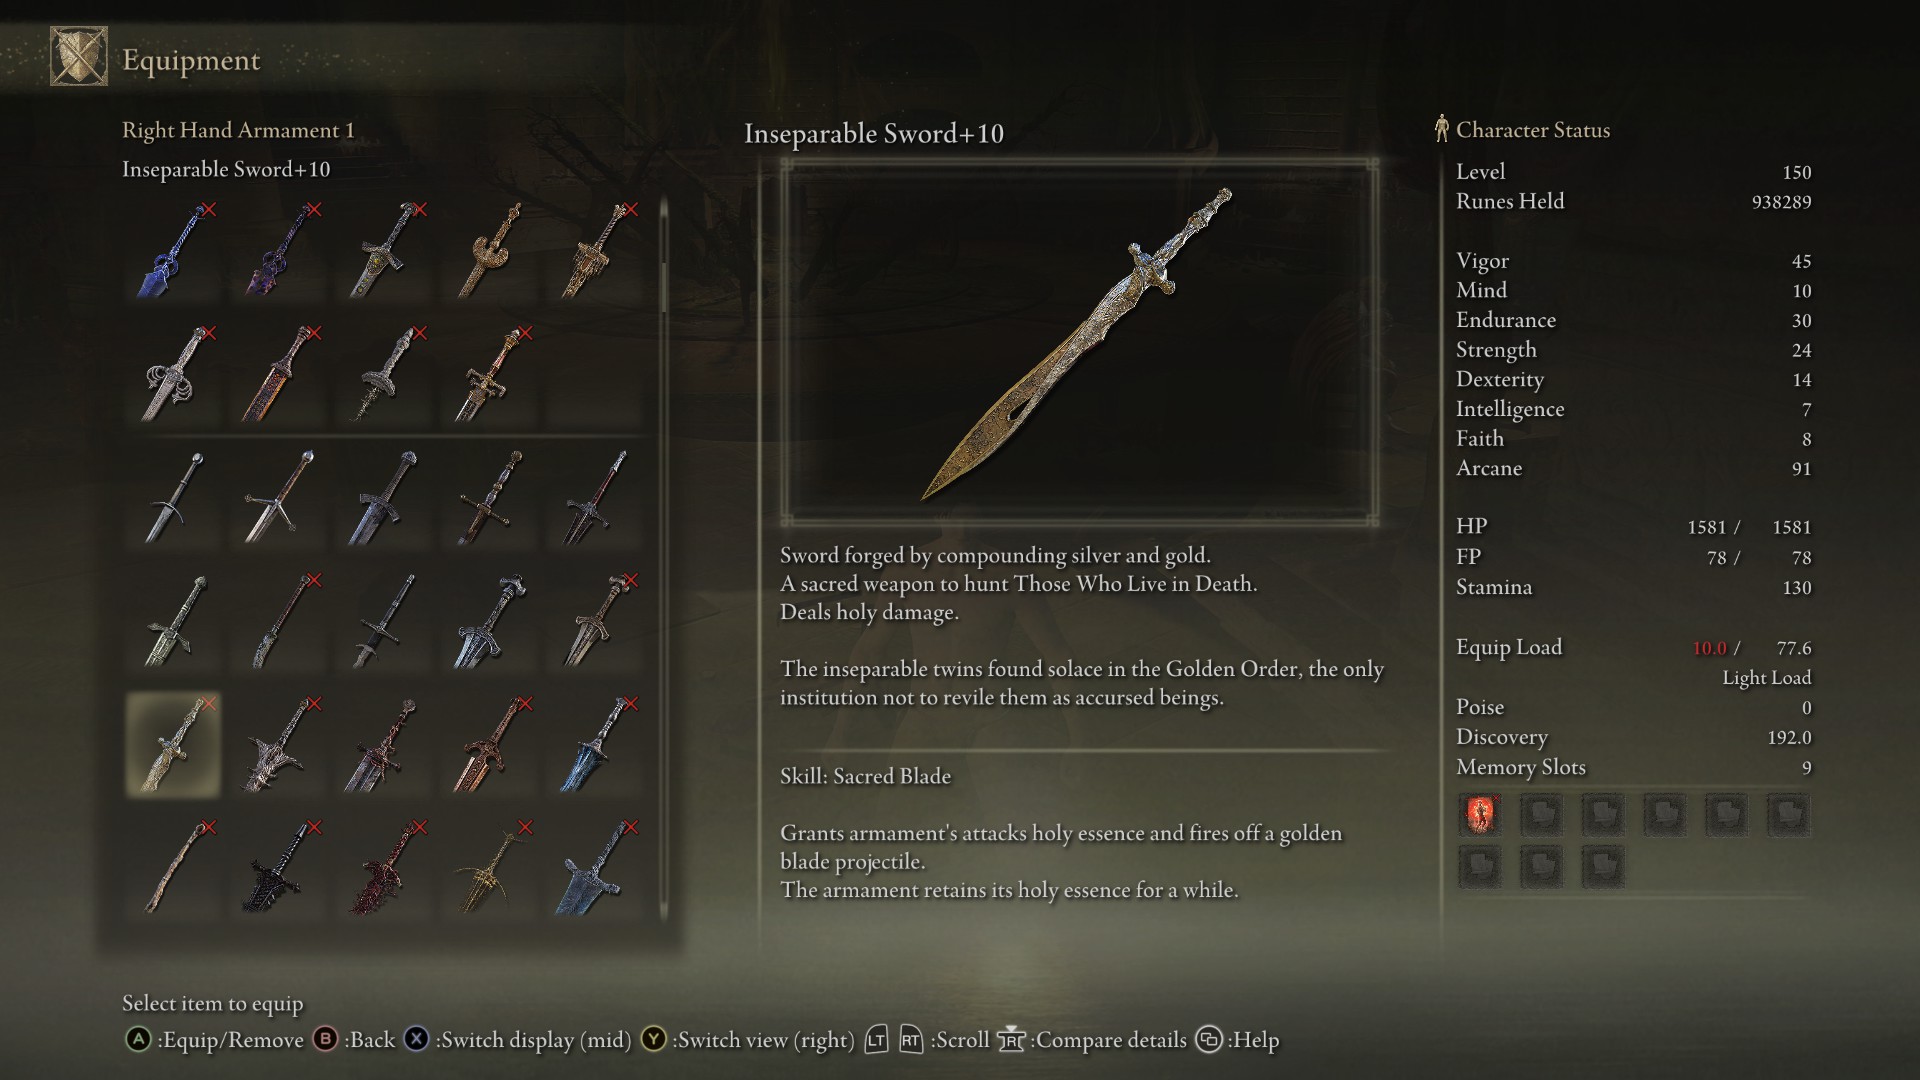 Equipment
Right Hand Armament 1
Inseparable Sword+10
Inseparable Sword+10
Sword forged by compounding silver and gold.
A sacred weapon to hunt Those Who Live in Death.
Deals holy damage.
The inseparable twins found solace in the Golden Order, the only
institution not to revile them as accursed beings.
Skill: Sacred Blade
Grants armament's attacks holy essence and fires off a golden
blade projectile.
The armament retains its holy essence for a while.
Character Status
Level 150
Runes Held 938289
Vigor 45
Mind 10
Endurance 30
Strength 24
Dexterity 14
Intelligence 7
Faith 8
Arcane 91
HP 1581 / 1581
FP 78 / 78
Stamina 130
Equip Load 10.0 / 77.6
Light Load
Poise 0
Discovery 192.0
Memory Slots 9
Select item to equip
A :Equip/Remove B :Back X :Switch display (mid) Y :Switch view (right) LT RT :Scroll R :Compare details :Help